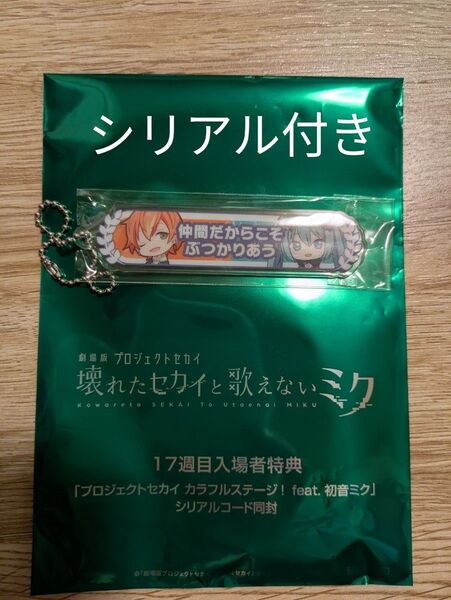 シリアル付き
仲間だからこそ
ぶつかりあう
劇場版 プロジェクトセカイ
壊れたセカイと歌えないミク
Kowareta SEKAI To Utaenai MIKU
17週目入場者特典
「プロジェクトセカイ カラフルステージ! feat. 初音ミク」
シリアルコード同封